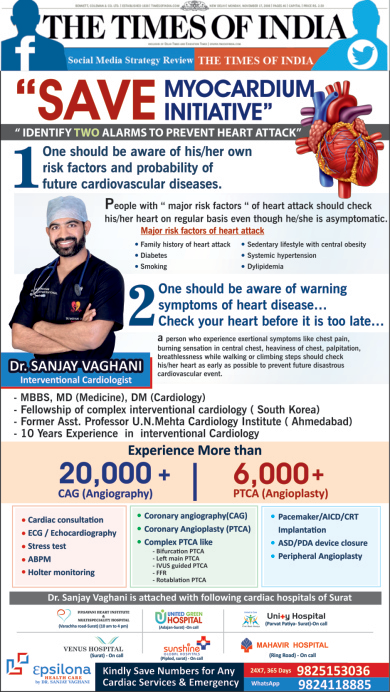 THE TIMES OF INDIA
Social Media Strategy Review THE TIMES OF INDIA
"SAVE MYOCARDIUM
INITIATIVE"
" IDENTIFY TWO ALARMS TO PREVENT HEART ATTACK"
1 One should be aware of his/her own
risk factors and probability of
future cardiovascular diseases.
People with " major risk factors " of heart attack should check
his/her heart on regular basis even though he/she is asymptomatic.
Major risk factors of heart attack
• Family history of heart attack
• Diabetes
• Smoking
• Sedentary lifestyle with central obesity
• Systemic hypertension
• Dylipidemia
2 One should be aware of warning
symptoms of heart disease...
Check your heart before it is too late...
a person who experience exertional symptoms like chest pain,
burning sensation in central chest, heaviness of chest, palpitation,
breathlessness while walking or climbing steps should check
his/her heart as early as possible to prevent future disastrous
cardiovascular event.
Dr. SANJAY VAGHANI
Interventional Cardiologist
- MBBS, MD (Medicine), DM (Cardiology)
- Fellowship of complex interventional cardiology ( South Korea)
- Former Asst. Professor U.N.Mehta Cardiology Institute ( Ahmedabad)
- 10 Years Experience in interventional Cardiology
Experience More than
20,000 +
CAG (Angiography)
6,000+
PTCA (Angioplasty)
• Cardiac consultation
• ECG / Echocardiography
• Stress test
• ABPM
• Holter monitoring
• Coronary angiography(CAG)
• Coronary Angioplasty (PTCA)
• Complex PTCA like
- Bifurcation PTCA
- Left main PTCA
- IVUS guided PTCA
- FFR
- Rotablation PTCA
• Pacemaker/AICD/CRT
Implantation
• ASD/PDA device closure
• Peripheral Angioplasty
Dr. Sanjay Vaghani is attached with following cardiac hospitals of Surat
HEART INSTITUTE
& MULTISPECIALITY HOSPITAL
(Varachha road-Surat) (10 am to 4 pm)
UNITED GREEN
HOSPITAL
(Adajan-Surat)- On call
Unity Hospital
(Parvat Patiya- Surat)-On call
VENUS HOSPITAL
(Surat) - On call
sunshine
GLOBAL HOSPITALS
(Piplod, surat) - On call
MAHAVIR HOSPITAL
(Ring Road) - On call
Epsilona
HEALTH CARE
by DR. SANJAY VAGHANI
Kindly Save Numbers for Any
Cardiac Services & Emergency
24X7, 365 Days 9825153036
WhatsApp 9824118885